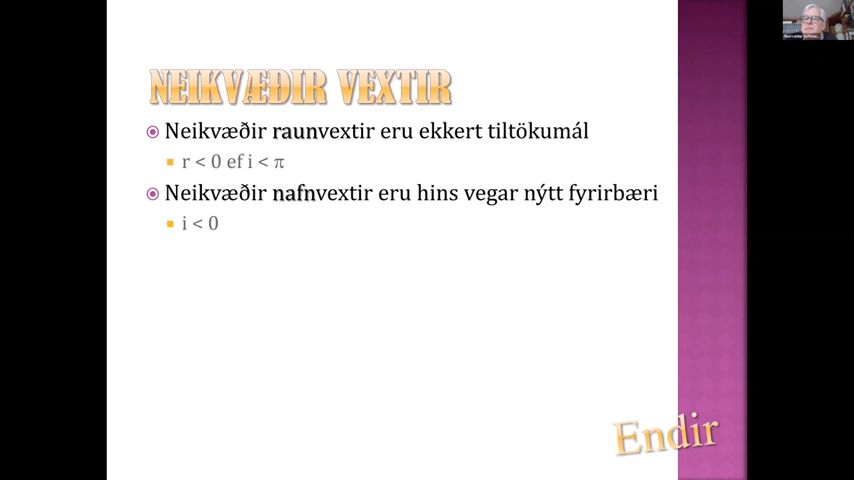 NEIKVÆÐIR VEXTIR
Neikvæðir raunvextir eru ekkert tiltökumál
r < 0 ef i < π
Neikvæðir nafnvextir eru hins vegar nýtt fyrirbæri
i < 0
Endir